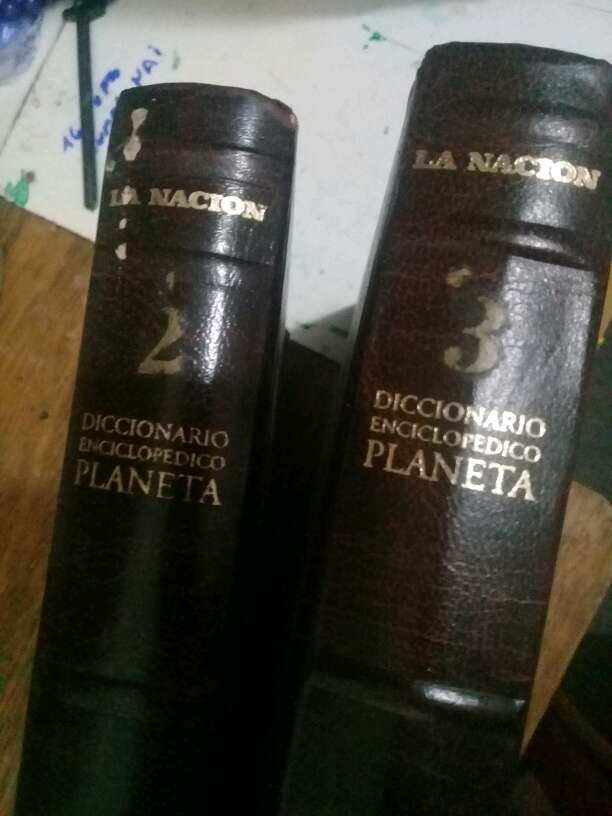 LA NACION
2
DICCIONARIO
ENCICLOPEDICO
PLANETA
LA NACION
3
DICCIONARIO
ENCICLOPEDICO
PLANETA